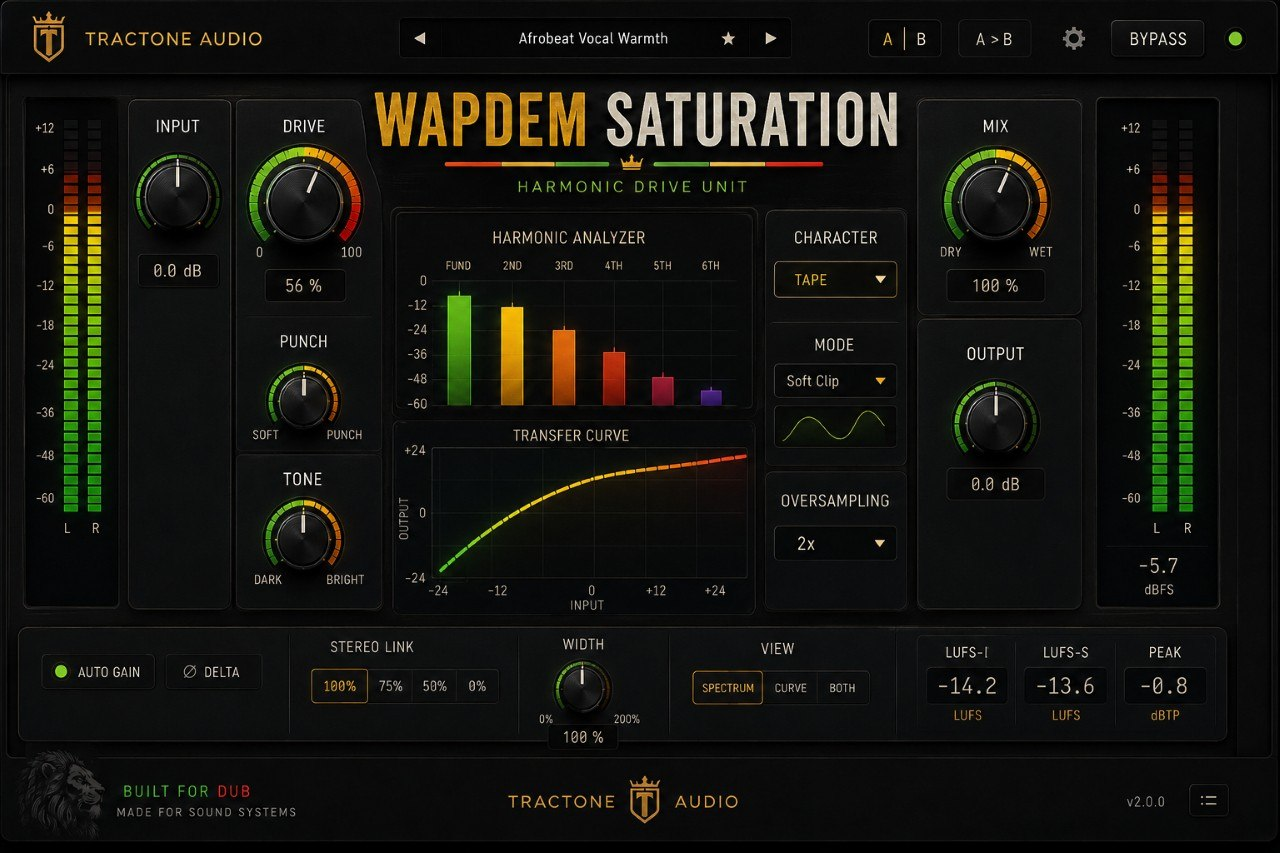 TRACTONE AUDIO
Afrobeat Vocal Warmth
A | B
A > B
BYPASS
WAPDEM SATURATION
HARMONIC DRIVE UNIT
+12
+6
0
-6
-12
-18
-24
-36
-48
-60
L R
INPUT
0.0 dB
DRIVE
0 100
56 %
PUNCH
SOFT PUNCH
TONE
DARK BRIGHT
HARMONIC ANALYZER
FUND 2ND 3RD 4TH 5TH 6TH
0
-12
-24
-36
-48
-60
TRANSFER CURVE
+24
0
-24
OUTPUT
-24 -12 0 +12 +24
INPUT
CHARACTER
TAPE
MODE
Soft Clip
OVERSAMPLING
2x
MIX
DRY WET
100 %
OUTPUT
0.0 dB
+12
+6
0
-6
-12
-18
-24
-36
-48
-60
L R
-5.7
dBFS
AUTO GAIN
Ø DELTA
STEREO LINK
100% 75% 50% 0%
WIDTH
0% 200%
100 %
VIEW
SPECTRUM CURVE BOTH
LUFS-I LUFS-S PEAK
-14.2 -13.6 -0.8
LUFS LUFS dBTP
BUILT FOR DUB
MADE FOR SOUND SYSTEMS
TRACTONE T AUDIO
v2.0.0